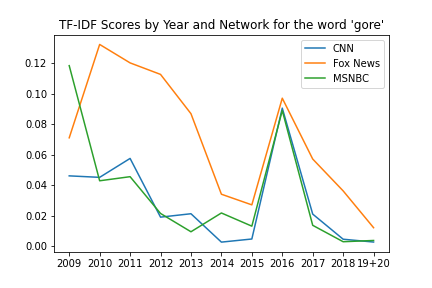 TF-IDF Scores by Year and Network for the word 'gore'
CNN
Fox News
MSNBC
0.12
0.10
0.08
0.06
0.04
0.02
0.00
2009 2010 2011 2012 2013 2014 2015 2016 2017 2018 19+20